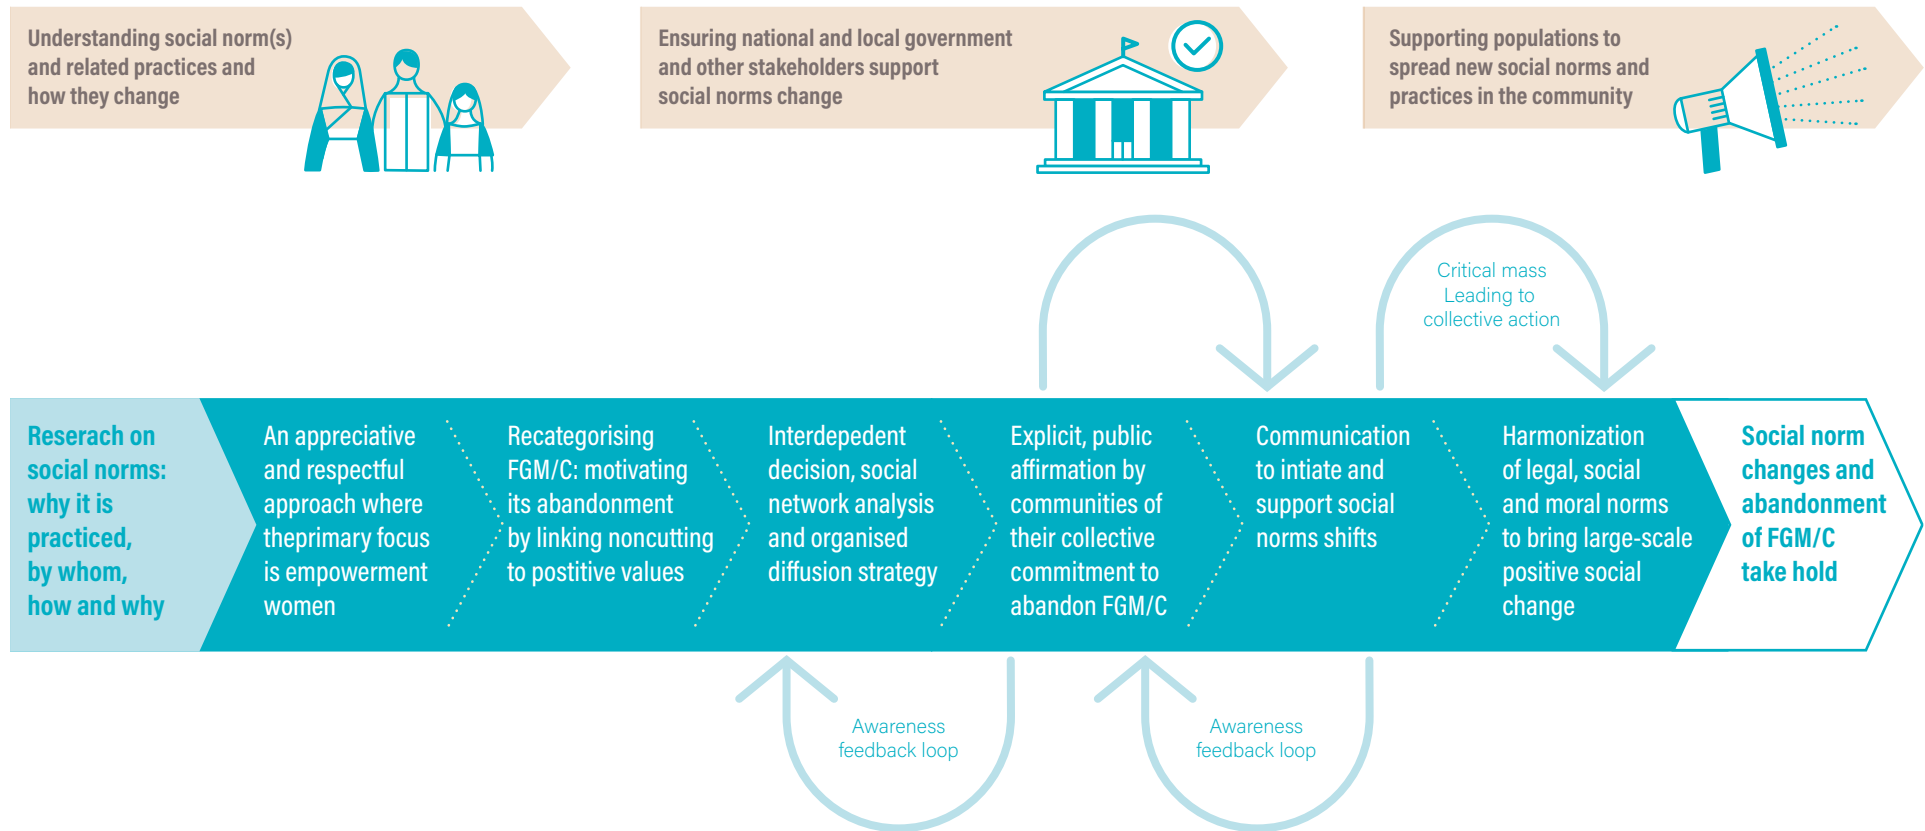 Understanding social norm(s)
and related practices and
how they change
Ensuring national and local government
and other stakeholders support
social norms change
Supporting populations to
spread new social norms and
practices in the community
Critical mass
Leading to
collective action
Reserach on
social norms:
why it is
practiced,
by whom,
how and why
An appreciative
and respectful
approach where
theprimary focus
is empowerment
women
Recategorising
FGM/C: motivating
its abandonment
by linking noncutting
to postitive values
Interdepedent
decision, social
network analysis
and organised
diffusion strategy
Explicit, public
affirmation by
communities of
their collective
commitment to
abandon FGM/C
Communication
to intiate and
support social
norms shifts
Harmonization
of legal, social
and moral norms
to bring large-scale
positive social
change
Social norm
changes and
abandonment
of FGM/C
take hold
Awareness
feedback loop
Awareness
feedback loop